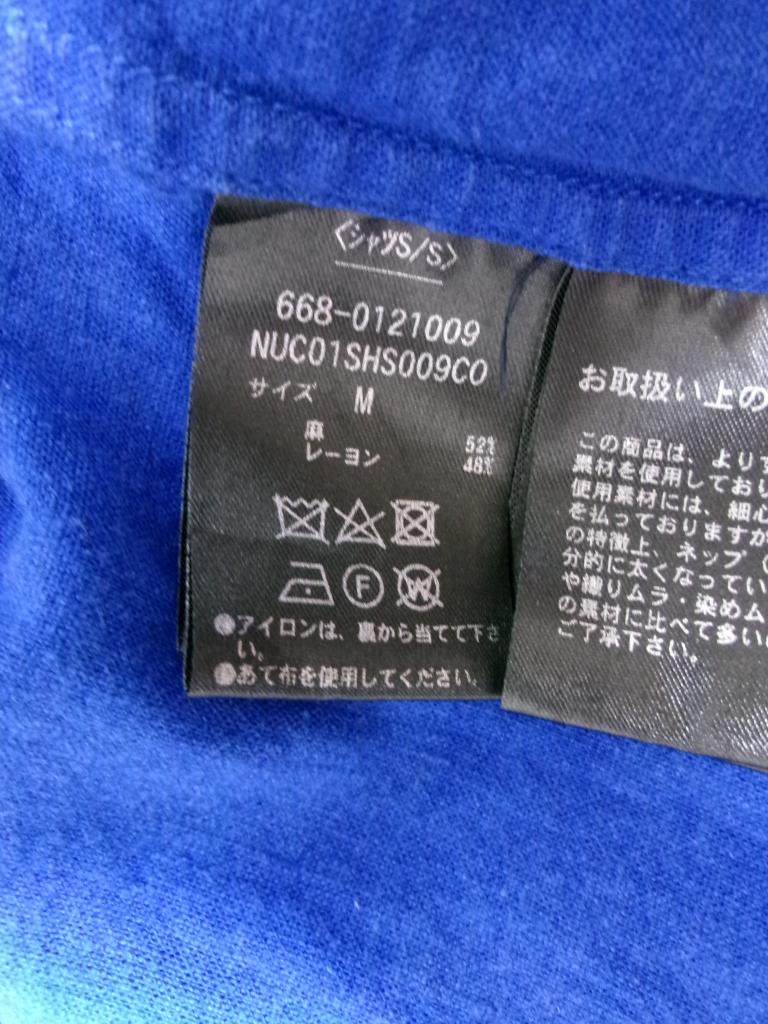 〈シャツS/S〉
668-0121009
NUC01SHS009CO
サイズ M
麻 52%
レーヨン 48%
F
W
●アイロンは、裏から当てて下さ
い。
●あて布を使用してください。
お取扱い上の
この商品は、より
素材を使用しており
使用素材には、細心
を払っておりますが
の特徴上、ネップ（
分的に太くなってい
や織りムラ・染めム
の素材に比べて多い
ご了承下さい。